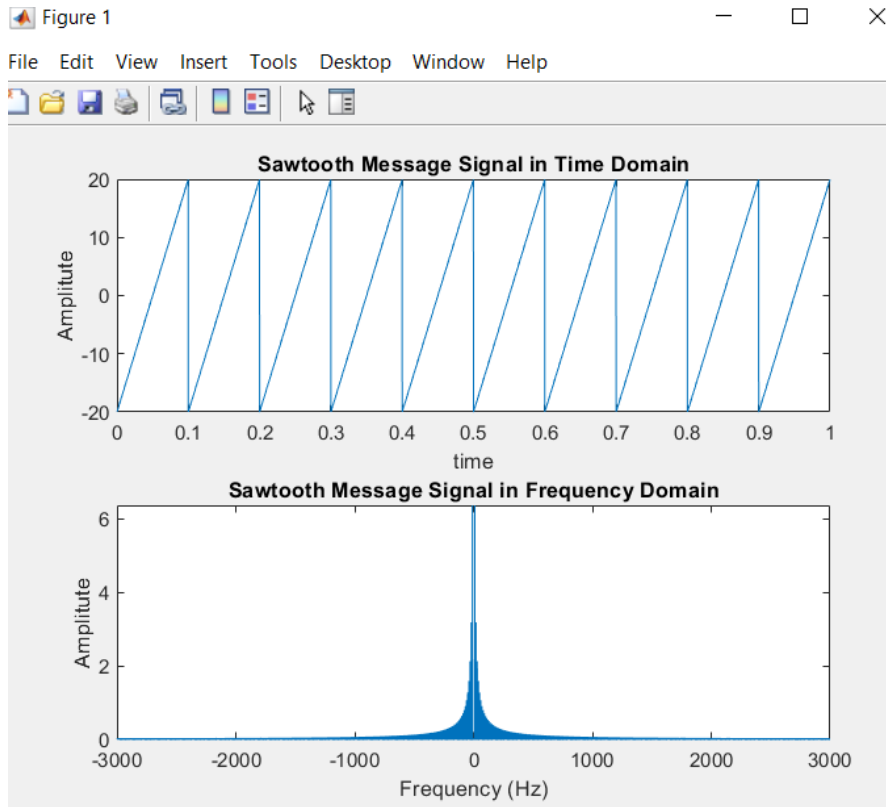 Figure 1
File Edit View Insert Tools Desktop Window Help
Sawtooth Message Signal in Time Domain
20
10
0
-10
-20
Amplitute
0 0.1 0.2 0.3 0.4 0.5 0.6 0.7 0.8 0.9 1
time
Sawtooth Message Signal in Frequency Domain
6
4
2
0
Amplitute
-3000 -2000 -1000 0 1000 2000 3000
Frequency (Hz)